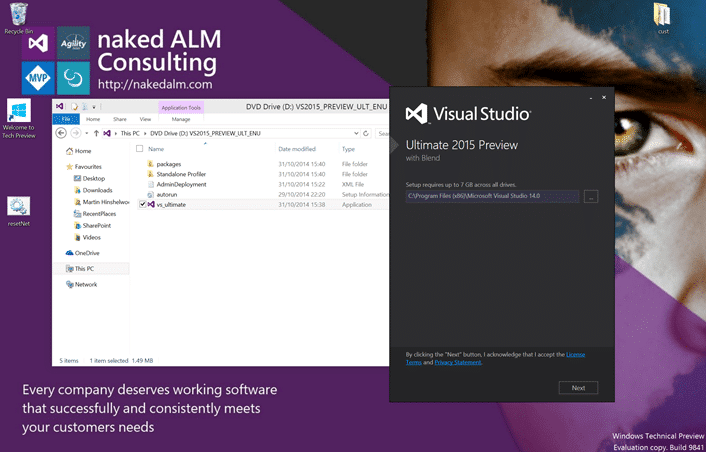 Recycle Bin
cust
Agility
MVP
naked ALM
Consulting
http://nakedalm.com
Welcome to
Tech Preview
resetNet
Application Tools
DVD Drive (D:) VS2015_PREVIEW_ULT_ENU
File Home Share View Manage
This PC DVD Drive (D:) VS2015_PREVIEW_ULT_ENU
Sea
Home
Favourites
Desktop
Downloads
Martin Hinshelwoo
RecentPlaces
SharePoint
Videos
OneDrive
This PC
Network
Name Date modified Type
packages 31/10/2014 15:40 File folder
Standalone Profiler 31/10/2014 15:40 File folder
AdminDeployment 31/10/2014 15:22 XML File
autorun 29/10/2014 22:20 Setup Information
vs_ultimate 31/10/2014 15:38 Application
5 items 1 item selected 1.49 MB
Visual Studio
Ultimate 2015 Preview
with Blend
Setup requires up to 7 GB across all drives.
C:\Program Files (x86)\Microsoft Visual Studio 14.0
...
By clicking the "Next" button, I acknowledge that I accept the License
Terms and Privacy Statement.
Next
Every company deserves working software
that successfully and consistently meets
your customers needs
Windows Technical Preview
Evaluation copy. Build 9841